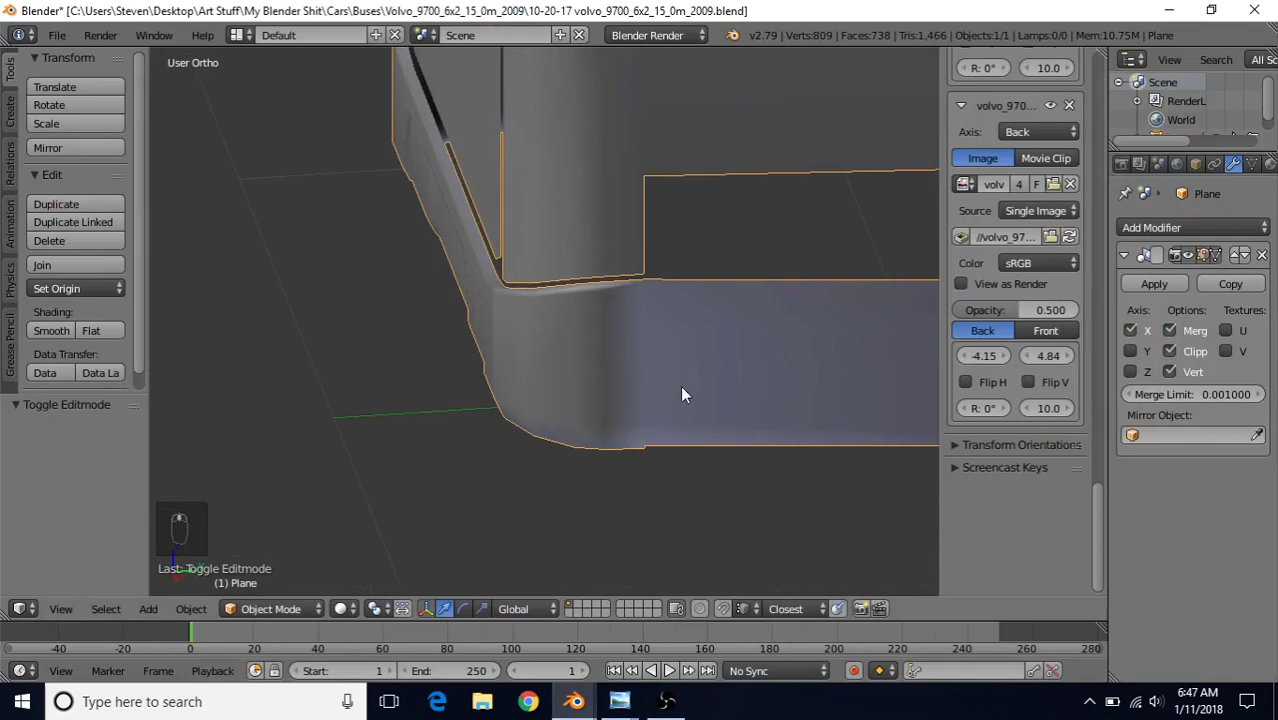 Blender* [C:\Users\Steven\Desktop\Art Stuff\My Blender Shit\Cars\Buses\Volvo_9700_6x2_15_0m_2009\10-20-17 volvo_9700_6x2_15_0m_2009.blend]
File Render Window Help Default Scene Blender Render v2.79 | Verts:809 | Faces:738 | Tris:1,466 | Objects:1/1 | Lamps:0/0 | Mem:10.75M | Plane
Tools
Create
Relations
Animation
Physics
Grease Pencil
Transform
Translate
Rotate
Scale
Mirror
Edit
Duplicate
Duplicate Linked
Delete
Join
Set Origin
Shading:
Smooth Flat
Data Transfer:
Data Data La
Toggle Editmode
User Ortho
Last: Toggle Editmode
(1) Plane
R: 0° 10.0
volvo_970...
Axis: Back
Image Movie Clip
volv 4 F
Source Single Image
//volvo_97...
Color sRGB
View as Render
Opacity: 0.500
Back Front
-4.15 4.84
Flip H Flip V
R: 0° 10.0
Transform Orientations
Screencast Keys
View Search All Sc
Scene
RenderL
World
Plane
Add Modifier
Apply Copy
Axis: Options: Textures:
X Merg U
Y Clipp V
Z Vert
Merge Limit: 0.001000
Mirror Object:
View Select Add Object Object Mode Global Closest
-40 -20 0 20 40 60 80 100 120 140 160 180 200 220 240 260 280
View Marker Frame Playback Start: 1 End: 250 1 No Sync
Type here to search
6:47 AM
1/11/2018